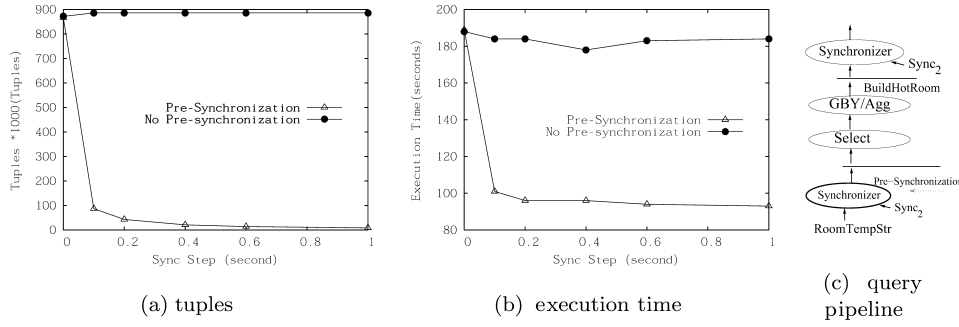 900
800
700
600
500
400
300
200
100
0
Tuples *1000(Tuples)
Pre-Synchronization
No Pre-synchronization
0 0.2 0.4 0.6 0.8 1
Sync Step (second)
(a) tuples
200
180
160
140
120
100
80
Execution Time(seconds)
Pre-Synchronization
No Pre-synchronization
0 0.2 0.4 0.6 0.8 1
Sync Step (second)
(b) execution time
Synchronizer
Sync2
BuildHotRoom
GBY/Agg
Select
Pre-Synchronization
Synchronizer
Sync2
RoomTempStr
(c) query
pipeline